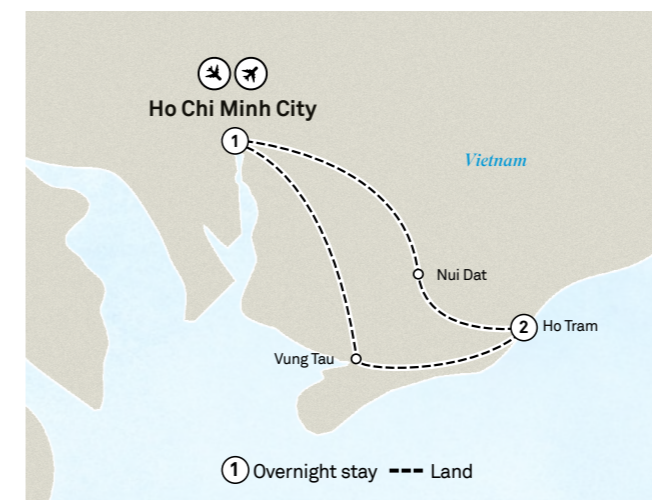 Ho Chi Minh City
1
Vietnam
Nui Dat
2 Ho Tram
Vung Tau
1 Overnight stay --- Land